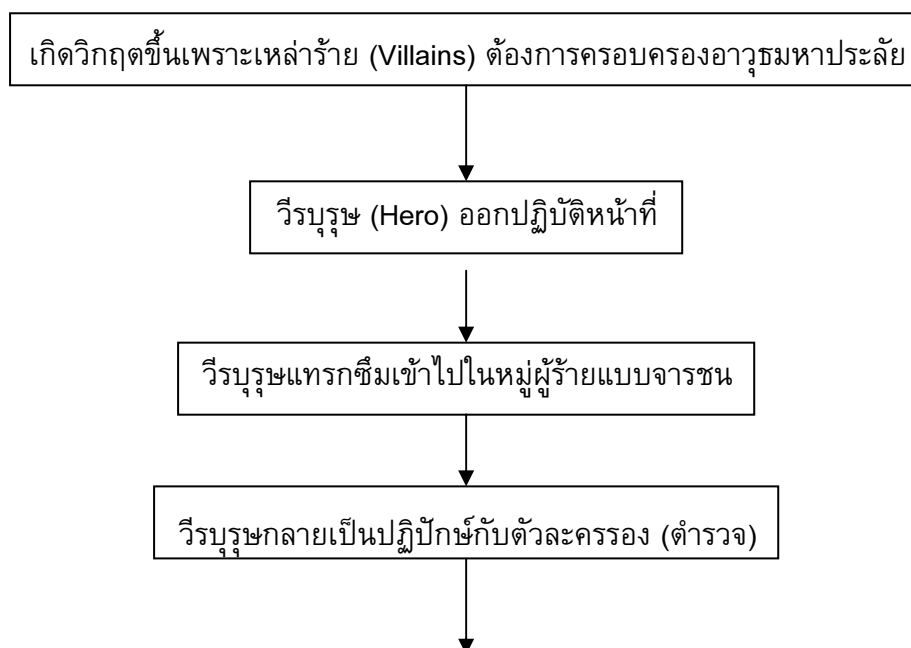 เกิดวิกฤตขึ้นเพราะเหล่าร้าย (Villains) ต้องการครอบครองอาวุธมหาประลัย
วีรบุรุษ (Hero) ออกปฏิบัติหน้าที่
วีรบุรุษแทรกซึมเข้าไปในหมู่ผู้ร้ายแบบจารชน
วีรบุรุษกลายเป็นปฏิปักษ์กับตัวละครรอง (ตำรวจ)